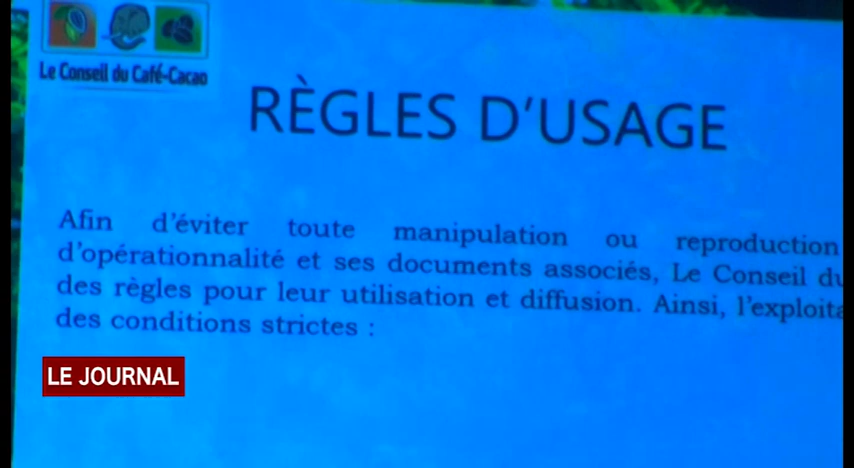 Le Conseil du Café-Cacao
RÈGLES D'USAGE
Afin d'éviter toute manipulation ou reproduction
d'opérationnalité et ses documents associés, Le Conseil du
des règles pour leur utilisation et diffusion. Ainsi, l'exploita
des conditions strictes :
LE JOURNAL